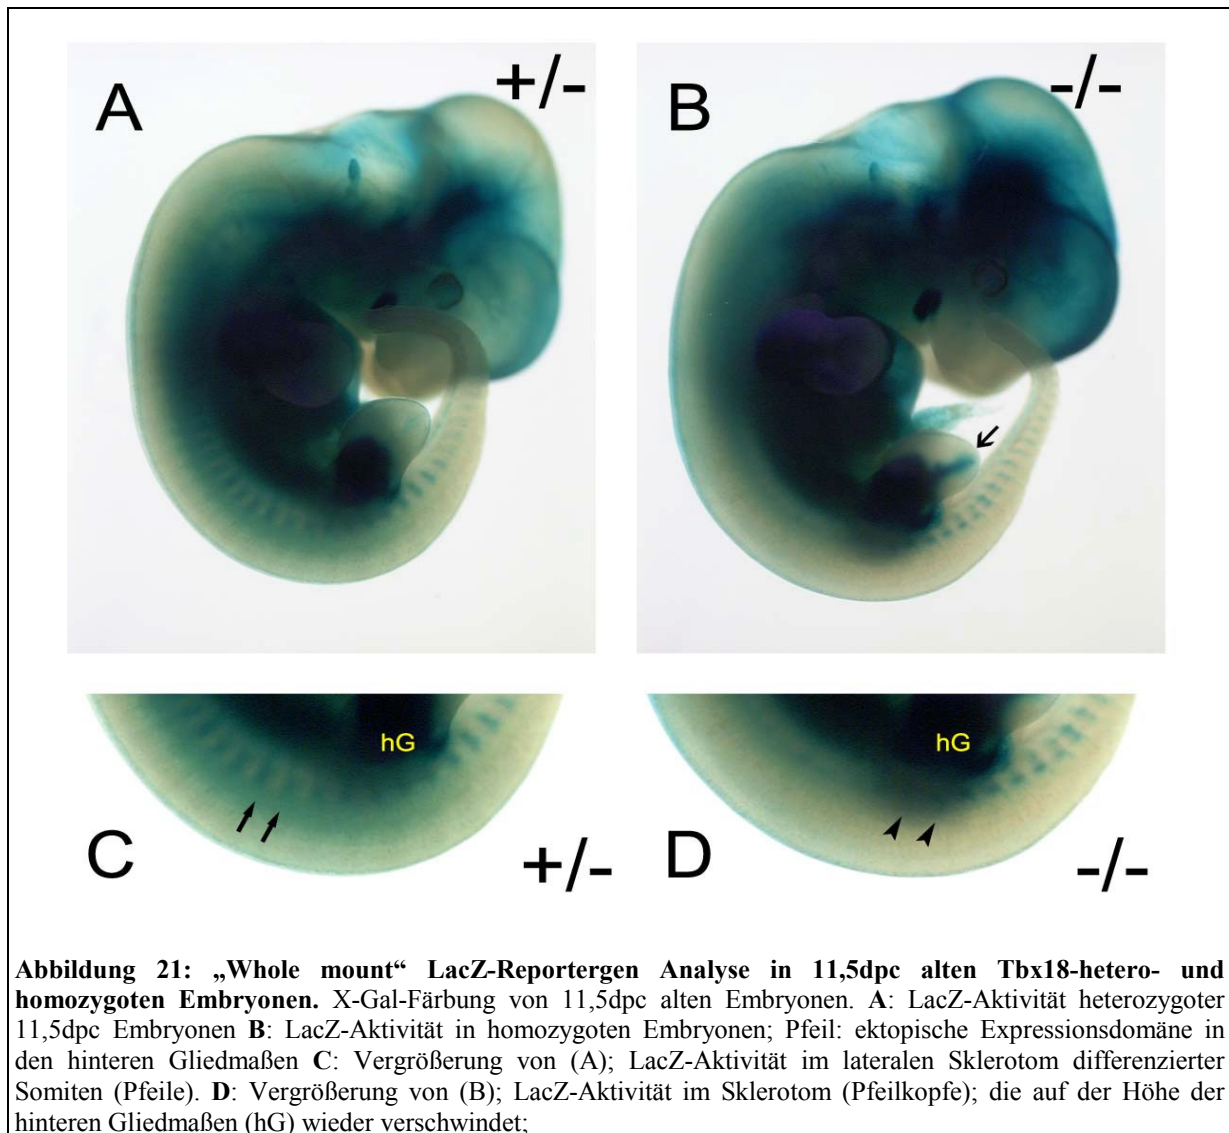 A
+/-
B
-/-
hG
hG
C
+/-
D
-/-
Abbildung 21: „Whole mount“ LacZ-Reportergen Analyse in 11,5dpc alten Tbx18-hetero- und
homozygoten Embryonen. X-Gal-Färbung von 11,5dpc alten Embryonen. A: LacZ-Aktivität heterozygoter
11,5dpc Embryonen B: LacZ-Aktivität in homozygoten Embryonen; Pfeil: ektopische Expressionsdomäne in
den hinteren Gliedmaßen C: Vergrößerung von (A); LacZ-Aktivität im lateralen Sklerotom differenzierter
Somiten (Pfeile). D: Vergrößerung von (B); LacZ-Aktivität im Sklerotom (Pfeilkopfe); die auf der Höhe der
hinteren Gliedmaßen (hG) wieder verschwindet;